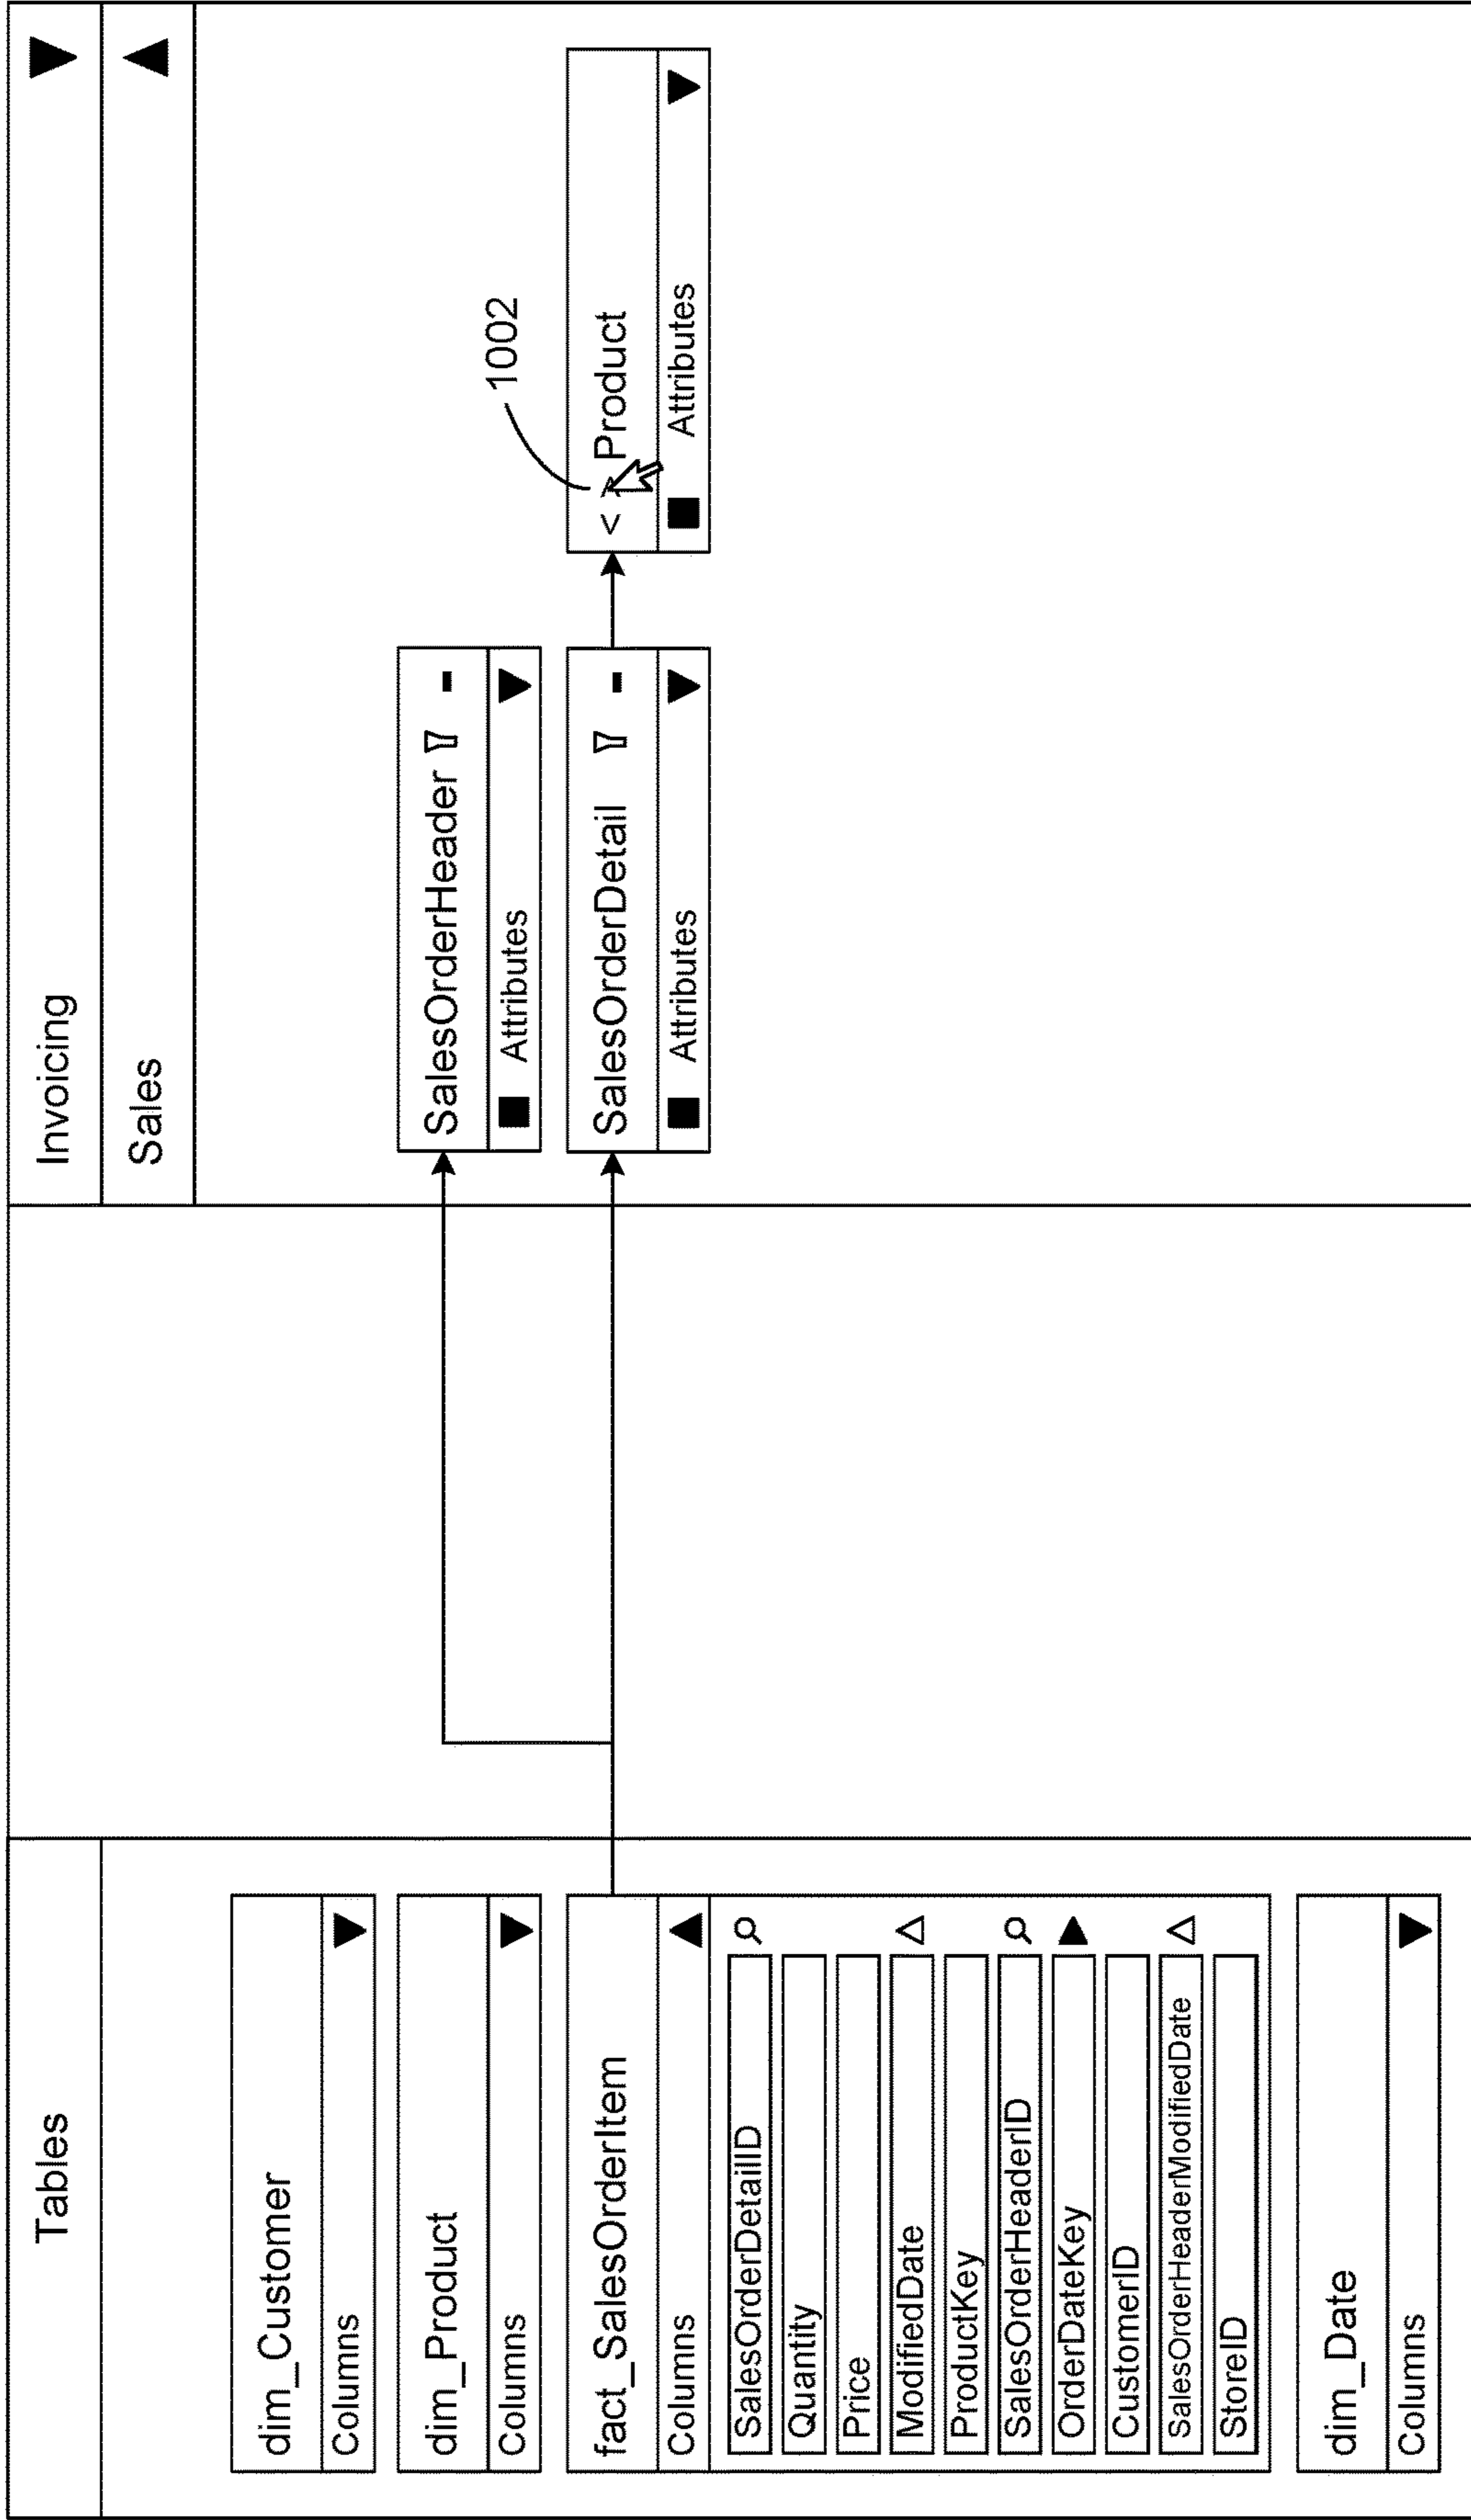 Tables
Invoicing
Sales
dim_Customer
Columns
dim_Product
Columns
fact_SalesOrderItem
Columns
SalesOrderDetailID
Quantity
Price
ModifiedDate
ProductKey
SalesOrderHeaderID
OrderDateKey
CustomerID
SalesOrderHeaderModifiedDate
StoreID
dim_Date
Columns
SalesOrderHeader
Attributes
SalesOrderDetail
Attributes
1002
< > Product
Attributes